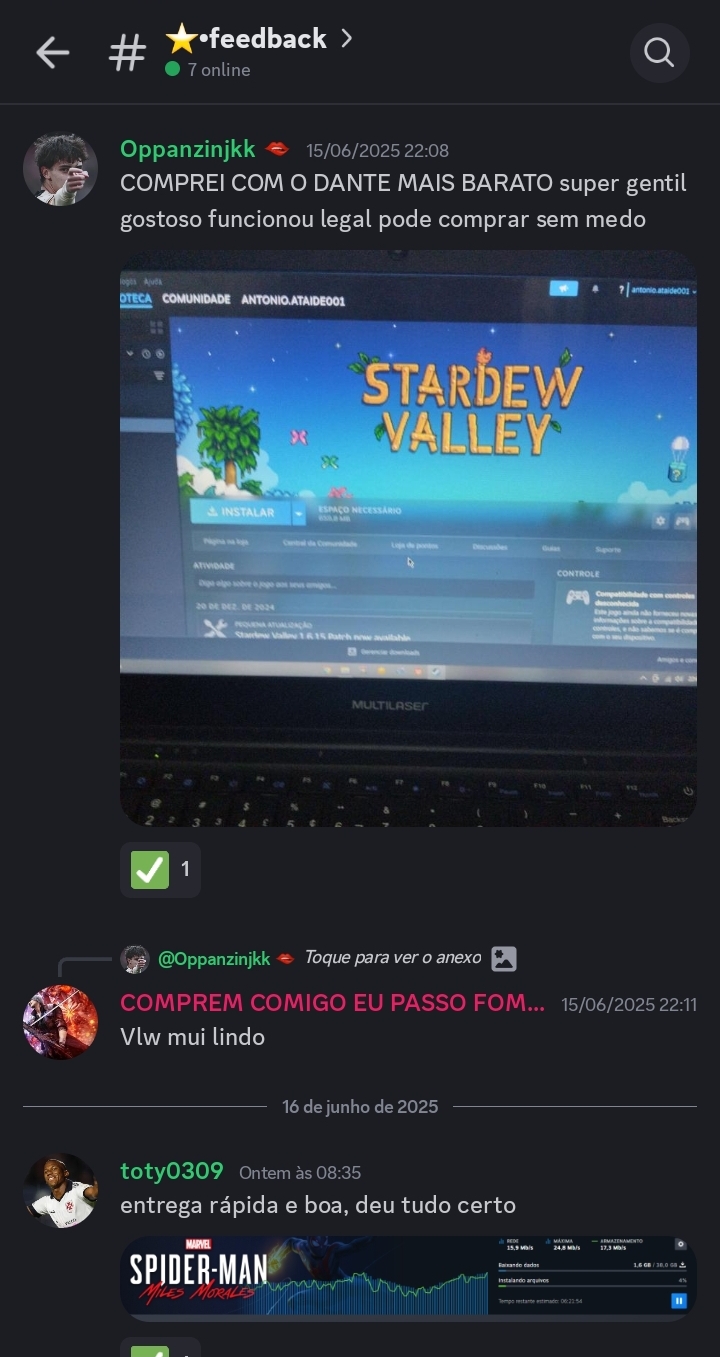 •feedback
7 online
Oppanzinjkk 15/06/2025 22:08
COMPREI COM O DANTE MAIS BARATO super gentil
gostoso funcionou legal pode comprar sem medo
Ajuda
OTECA COMUNIDADE ANTONIO.ATAIDE001
? antonio.ataide001
STARDEW
VALLEY
INSTALAR
ESPAÇO NECESSÁRIO
Página na loja Central da Comunidade Loja de pontos Discussões Guias Suporte
ATIVIDADE
CONTROLE
Diga algo sobre o jogo aos seus amigos...
Compatibilidade com controles
desconhecida
20 DE DEZ. DE 2024
PEQUENA ATUALIZAÇÃO
Stardew Valley 1.6.15 Patch now available
Gerenciar downloads
MULTILASER
1
@Oppanzinjkk Toque para ver o anexo
COMPREM COMIGO EU PASSO FOM... 15/06/2025 22:11
Vlw mui lindo
16 de junho de 2025
toty0309 Ontem às 08:35
entrega rápida e boa, deu tudo certo
MARVEL
SPIDER-MAN
MILES MORALES
REDE MÁXIMA ARMAZENAMENTO
15,9 Mb/s 24,8 Mb/s 17,3 Mb/s
Baixando dados 1,6 GB / 38,0 GB
Instalando arquivos 4%
Tempo restante estimado: 06:22:54